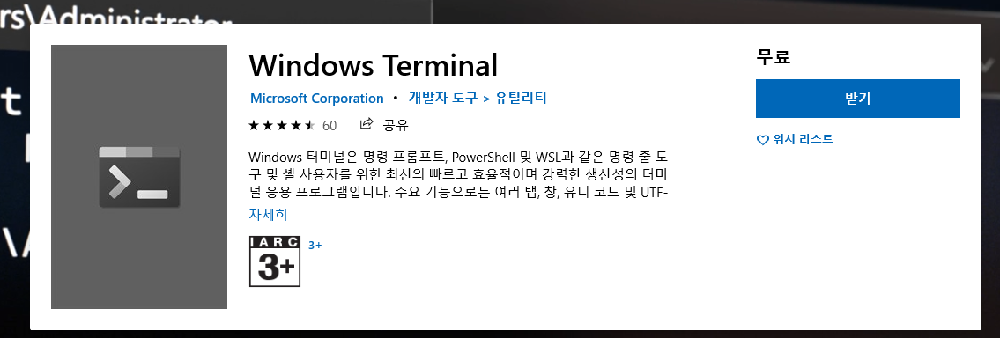 rs\Administrator
Windows Terminal
Microsoft Corporation • 개발자 도구 > 유틸리티
60 공유
Windows 터미널은 명령 프롬프트, PowerShell 및 WSL과 같은 명령 줄 도
구 및 셸 사용자를 위한 최신의 빠르고 효율적이며 강력한 생산성의 터미
널 응용 프로그램입니다. 주요 기능으로는 여러 탭, 창, 유니 코드 및 UTF-
자세히
IARC
3+
3+
무료
받기
위시 리스트
t
\A